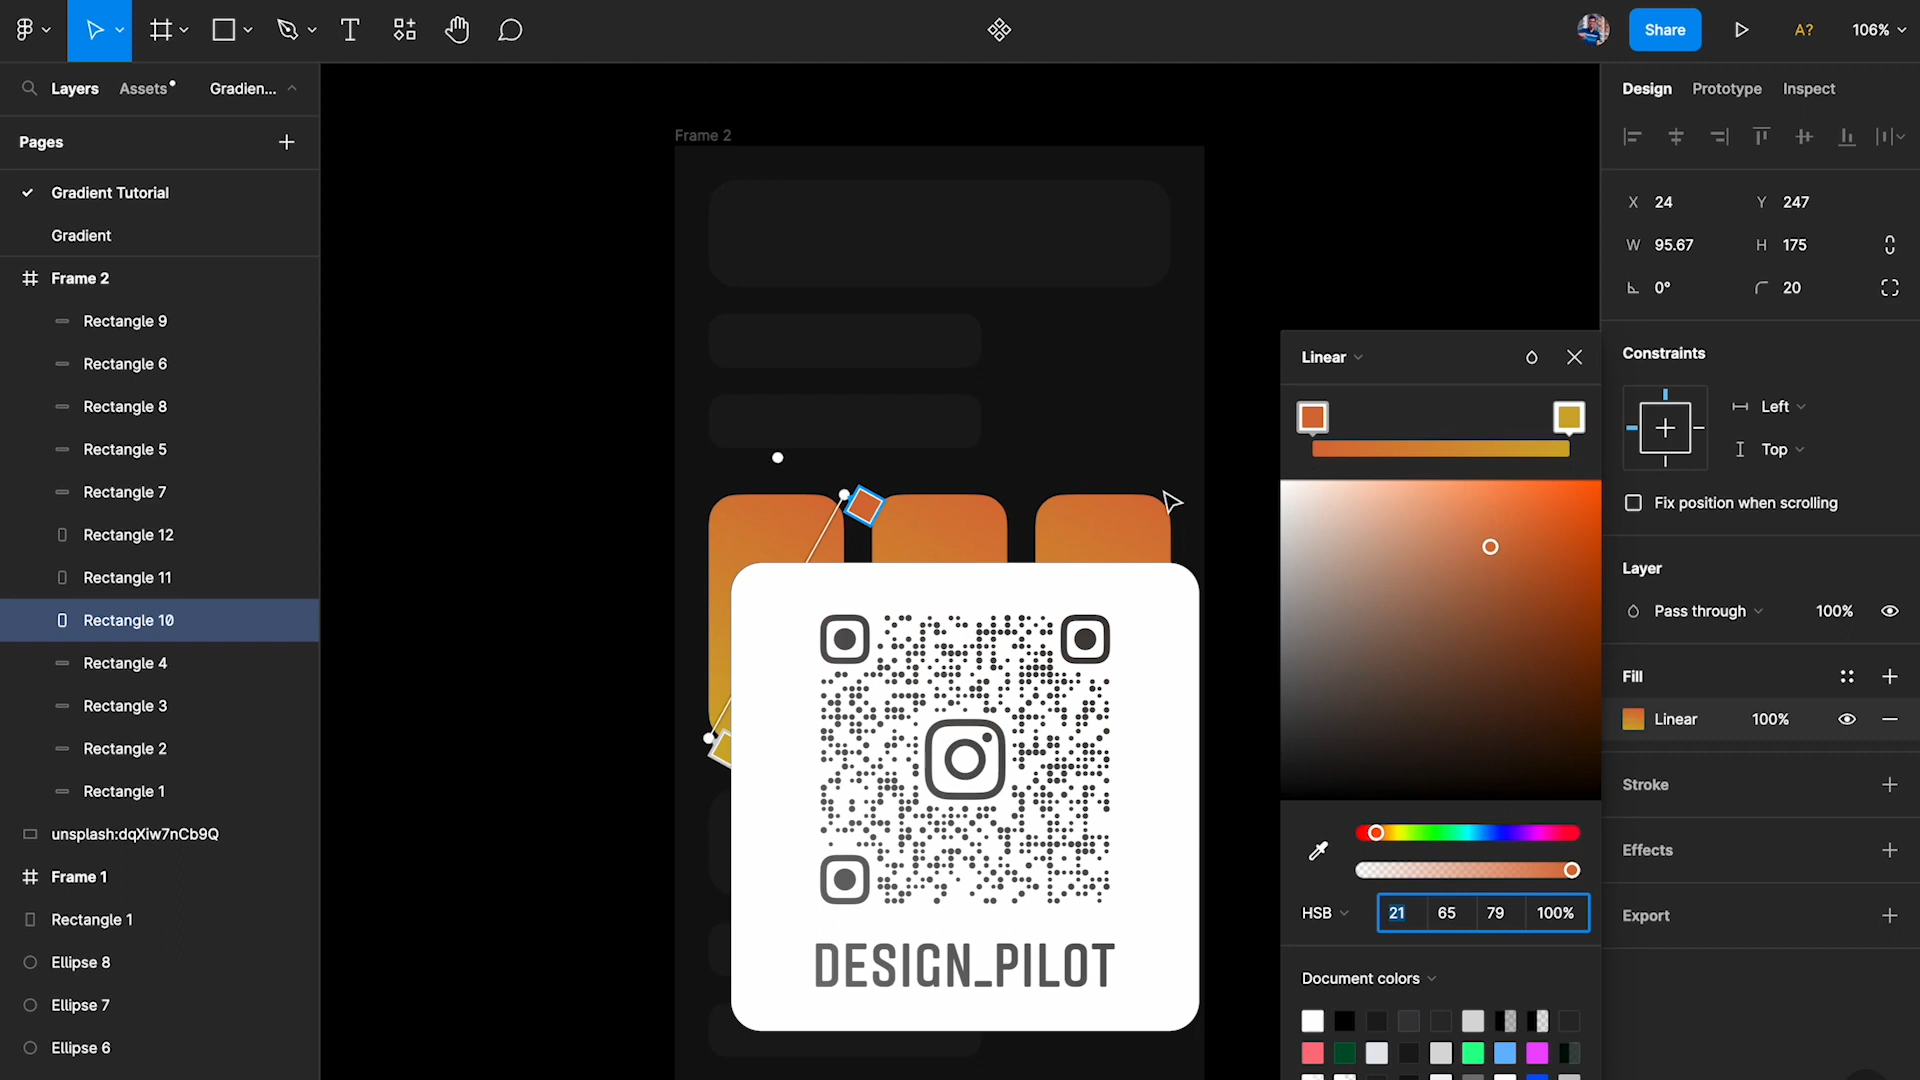 Share
A?
106%
Layers
Assets
Gradien...
Pages
Gradient Tutorial
Gradient
Frame 2
Rectangle 9
Rectangle 6
Rectangle 8
Rectangle 5
Rectangle 7
Rectangle 12
Rectangle 11
Rectangle 10
Rectangle 4
Rectangle 3
Rectangle 2
Rectangle 1
unsplash:dqXiw7nCb9Q
Frame 1
Rectangle 1
Ellipse 8
Ellipse 7
Ellipse 6
Frame 2
DESIGN_PILOT
Linear
HSB 21 65 79 100%
Document colors
Design Prototype Inspect
X 24 Y 247
W 95.67 H 175
0° 20
Constraints
Left
Top
Fix position when scrolling
Layer
Pass through 100%
Fill
Linear 100%
Stroke
Effects
Export